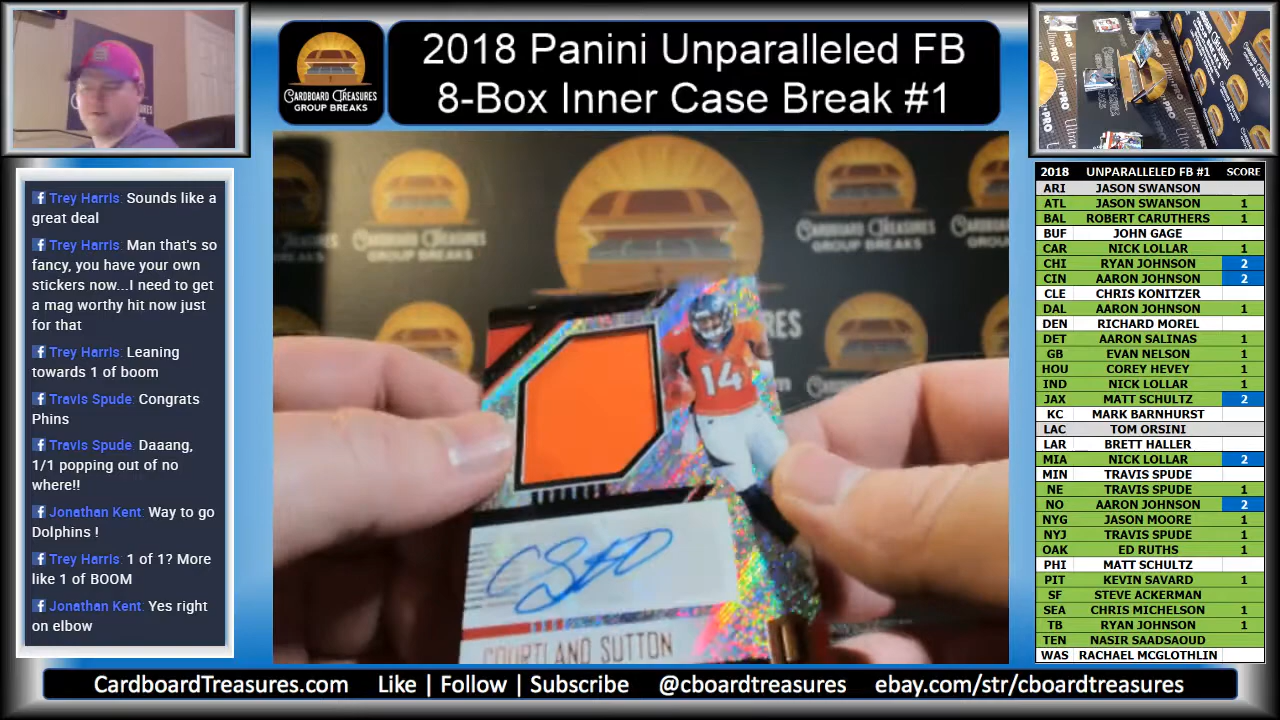 CARDBOARD TREASURES
GROUP BREAKS
2018 Panini Unparalleled FB
8-Box Inner Case Break #1
Trey Harris: Sounds like a
great deal
Trey Harris: Man that's so
fancy, you have your own
stickers now...I need to get
a mag worthy hit now just
for that
Trey Harris: Leaning
towards 1 of boom
Travis Spude: Congrats
Phins
Travis Spude: Daaang,
1/1 popping out of no
where!!
Jonathan Kent: Way to go
Dolphins !
Trey Harris: 1 of 1? More
like 1 of BOOM
Jonathan Kent: Yes right
on elbow
CARDBOARD TREASURES
GROUP BREAKS
CARDBOARD TREASURES
GROUP BREAKS
14
COURTLAND SUTTON
2018 UNPARALLELED FB #1 SCORE
ARI JASON SWANSON
ATL JASON SWANSON 1
BAL ROBERT CARUTHERS 1
BUF JOHN GAGE
CAR NICK LOLLAR 1
CHI RYAN JOHNSON 2
CIN AARON JOHNSON 2
CLE CHRIS KONITZER
DAL AARON JOHNSON 1
DEN RICHARD MOREL
DET AARON SALINAS 1
GB EVAN NELSON 1
HOU COREY HEVEY 1
IND NICK LOLLAR 1
JAX MATT SCHULTZ 2
KC MARK BARNHURST
LAC TOM ORSINI
LAR BRETT HALLER
MIA NICK LOLLAR 2
MIN TRAVIS SPUDE
NE TRAVIS SPUDE 1
NO AARON JOHNSON 2
NYG JASON MOORE 1
NYJ TRAVIS SPUDE 1
OAK ED RUTHS 1
PHI MATT SCHULTZ
PIT KEVIN SAVARD 1
SF STEVE ACKERMAN
SEA CHRIS MICHELSON 1
TB RYAN JOHNSON 1
TEN NASIR SAADSAOUD
WAS RACHAEL MCGLOTHLIN
CardboardTreasures.com Like | Follow | Subscribe @cboardtreasures ebay.com/str/cboardtreasures